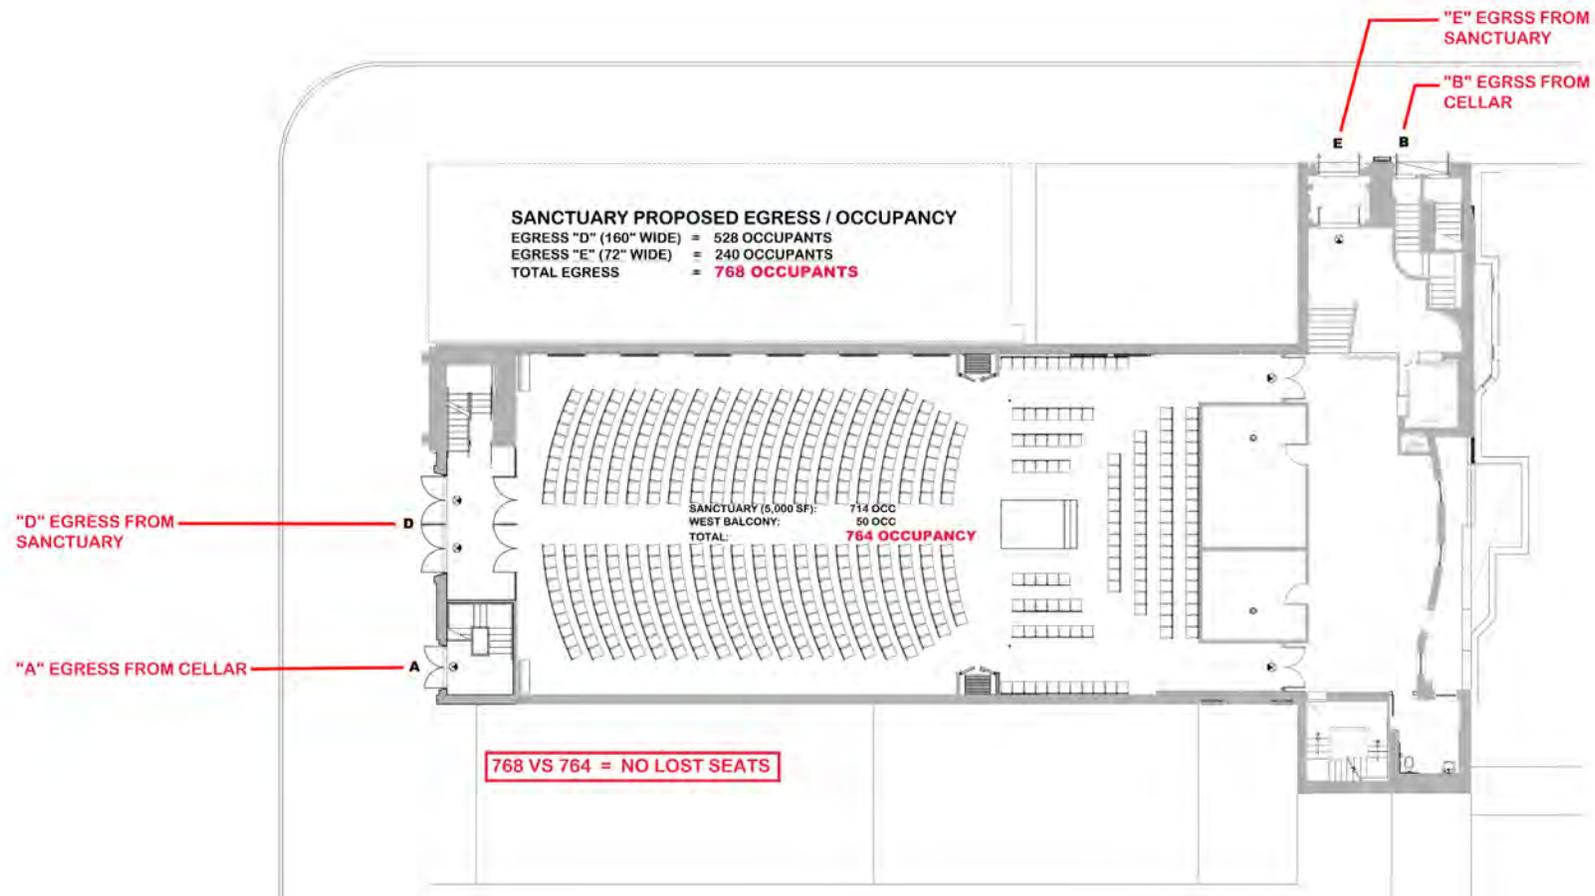 "E" EGRSS FROM
SANCTUARY
"B" EGRSS FROM
CELLAR
E
B
SANCTUARY PROPOSED EGRESS / OCCUPANCY
EGRESS "D" (160" WIDE) = 528 OCCUPANTS
EGRESS "E" (72" WIDE) = 240 OCCUPANTS
TOTAL EGRESS = 768 OCCUPANTS
SANCTUARY (5,000 SF): 714 OCC
WEST BALCONY: 50 OCC
TOTAL: 764 OCCUPANCY
"D" EGRESS FROM
SANCTUARY
D
"A" EGRESS FROM CELLAR
A
768 VS 764 = NO LOST SEATS